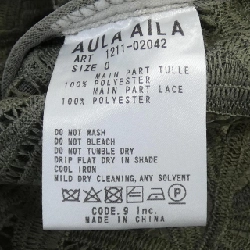 AULA AILA
ART 1211-02042
SIZE 0
MAIN PART TULLE
100% POLYESTER
MAIN PART LACE
100% POLYESTER
DO NOT WASH
DO NOT BLEACH
DO NOT TUMBLE DRY
DRIP FLAT DRY IN SHADE
COOL IRON
MILD DRY CLEANING, ANY SOLVENT
CODE.9 Inc.
MADE IN CHINA